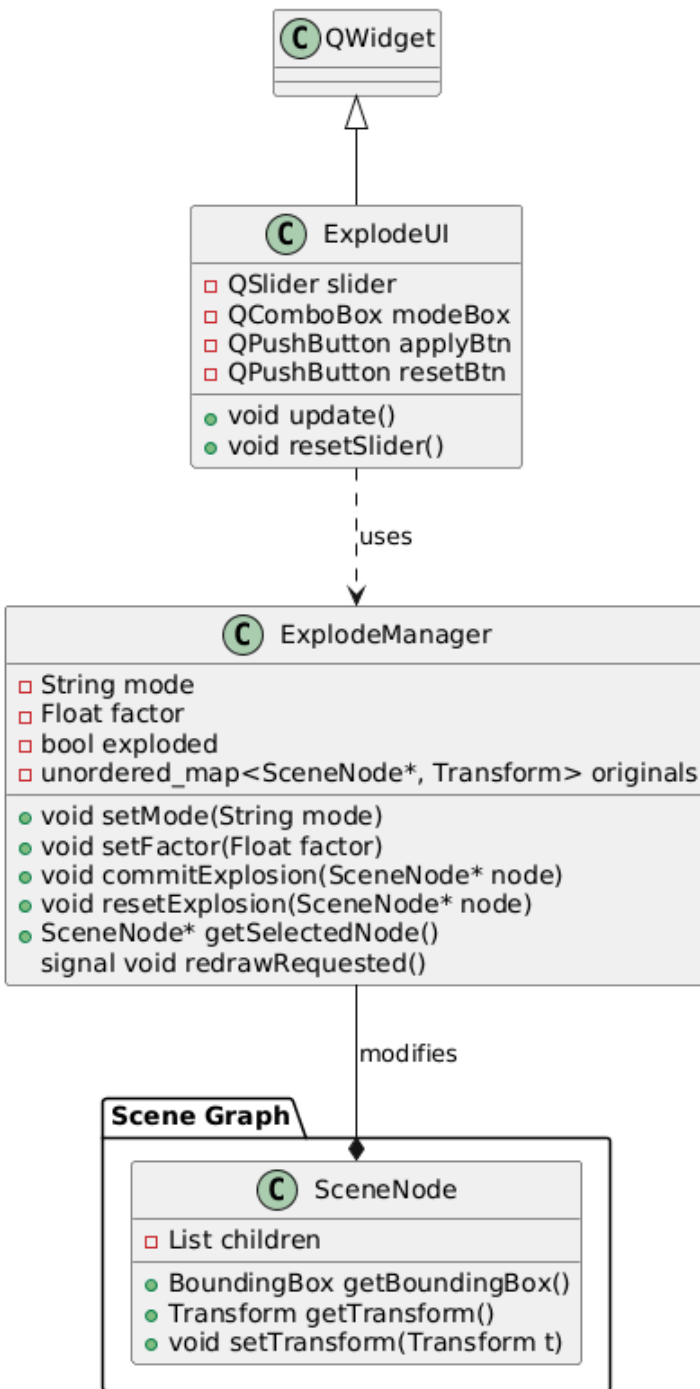 C QWidget
C ExplodeUI
QSlider slider
QComboBox modeBox
QPushButton applyBtn
QPushButton resetBtn
void update()
void resetSlider()
uses
C ExplodeManager
String mode
Float factor
bool exploded
unordered_map<SceneNode*, Transform> originals
void setMode(String mode)
void setFactor(Float factor)
void commitExplosion(SceneNode* node)
void resetExplosion(SceneNode* node)
SceneNode* getSelectedNode()
signal void redrawRequested()
modifies
Scene Graph
C SceneNode
List children
BoundingBox getBoundingBox()
Transform getTransform()
void setTransform(Transform t)